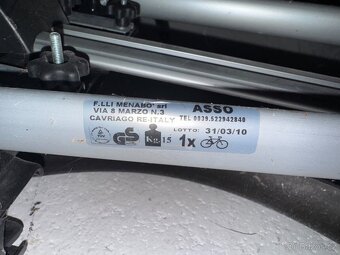 F.LLI MENABO' srl
VIA 8 MARZO N.3
CAVRIAGO RE-ITALY
ASSO
TEL 0039.522942840
LOTTO: 31/03/10
GS
Kg 15
1x